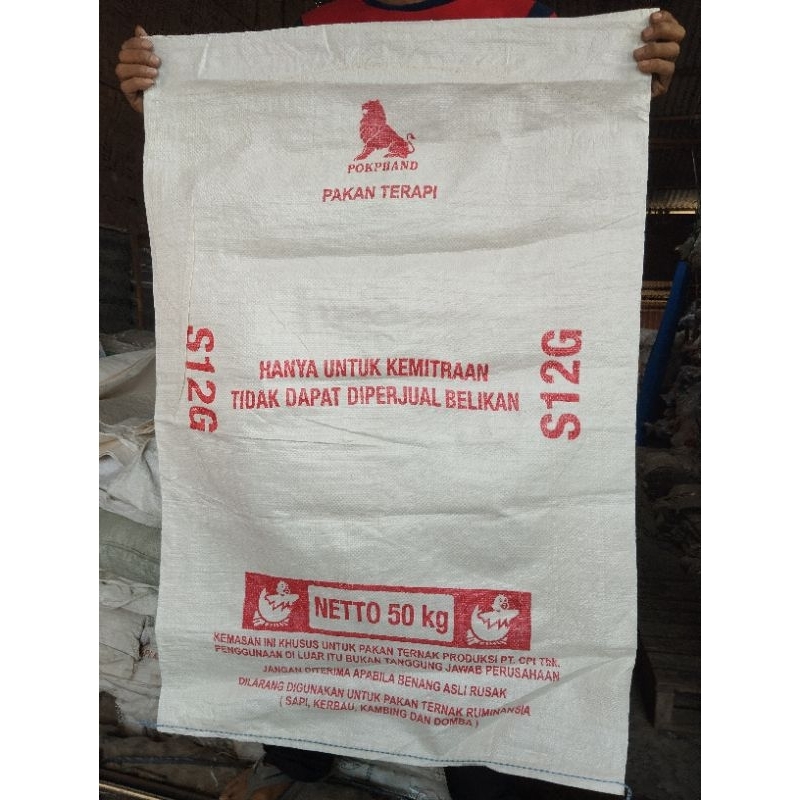 POKPHAND
PAKAN TERAPI
S12G
HANYA UNTUK KEMITRAAN
TIDAK DAPAT DIPERJUAL BELIKAN
S12G
NETTO 50 kg
KEMASAN INI KHUSUS UNTUK PAKAN TERNAK PRODUKSI PT. CPI Tbk.
PENGGUNAAN DI LUAR ITU BUKAN TANGGUNG JAWAB PERUSAHAAN
JANGAN DITERIMA APABILA BENANG ASLI RUSAK
DILARANG DIGUNAKAN UNTUK PAKAN TERNAK RUMINANSIA
( SAPI, KERBAU, KAMBING DAN DOMBA )